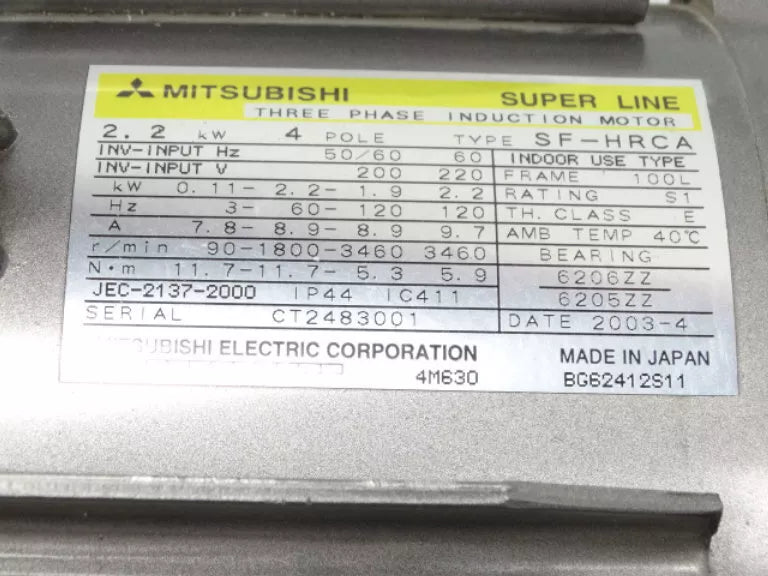 MITSUBISHI SUPER LINE
THREE PHASE INDUCTION MOTOR
2.2 kW 4 POLE TYPE SF-HRCA
INV-INPUT Hz 50/60 60 INDOOR USE TYPE
INV-INPUT V 200 220 FRAME 100L
kW 0.11- 2.2- 1.9 2.2 RATING S1
Hz 3- 60-120 120 TH. CLASS E
A 7.8- 8.9- 8.9 9.7 AMB TEMP 40℃
r/min 90-1800-3460 3460 BEARING
N·m 11.7-11.7- 5.3 5.9 6206ZZ
JEC-2137-2000 IP44 IC411 6205ZZ
SERIAL CT2483001 DATE 2003-4
MITSUBISHI ELECTRIC CORPORATION MADE IN JAPAN
4M630 BG62412S11